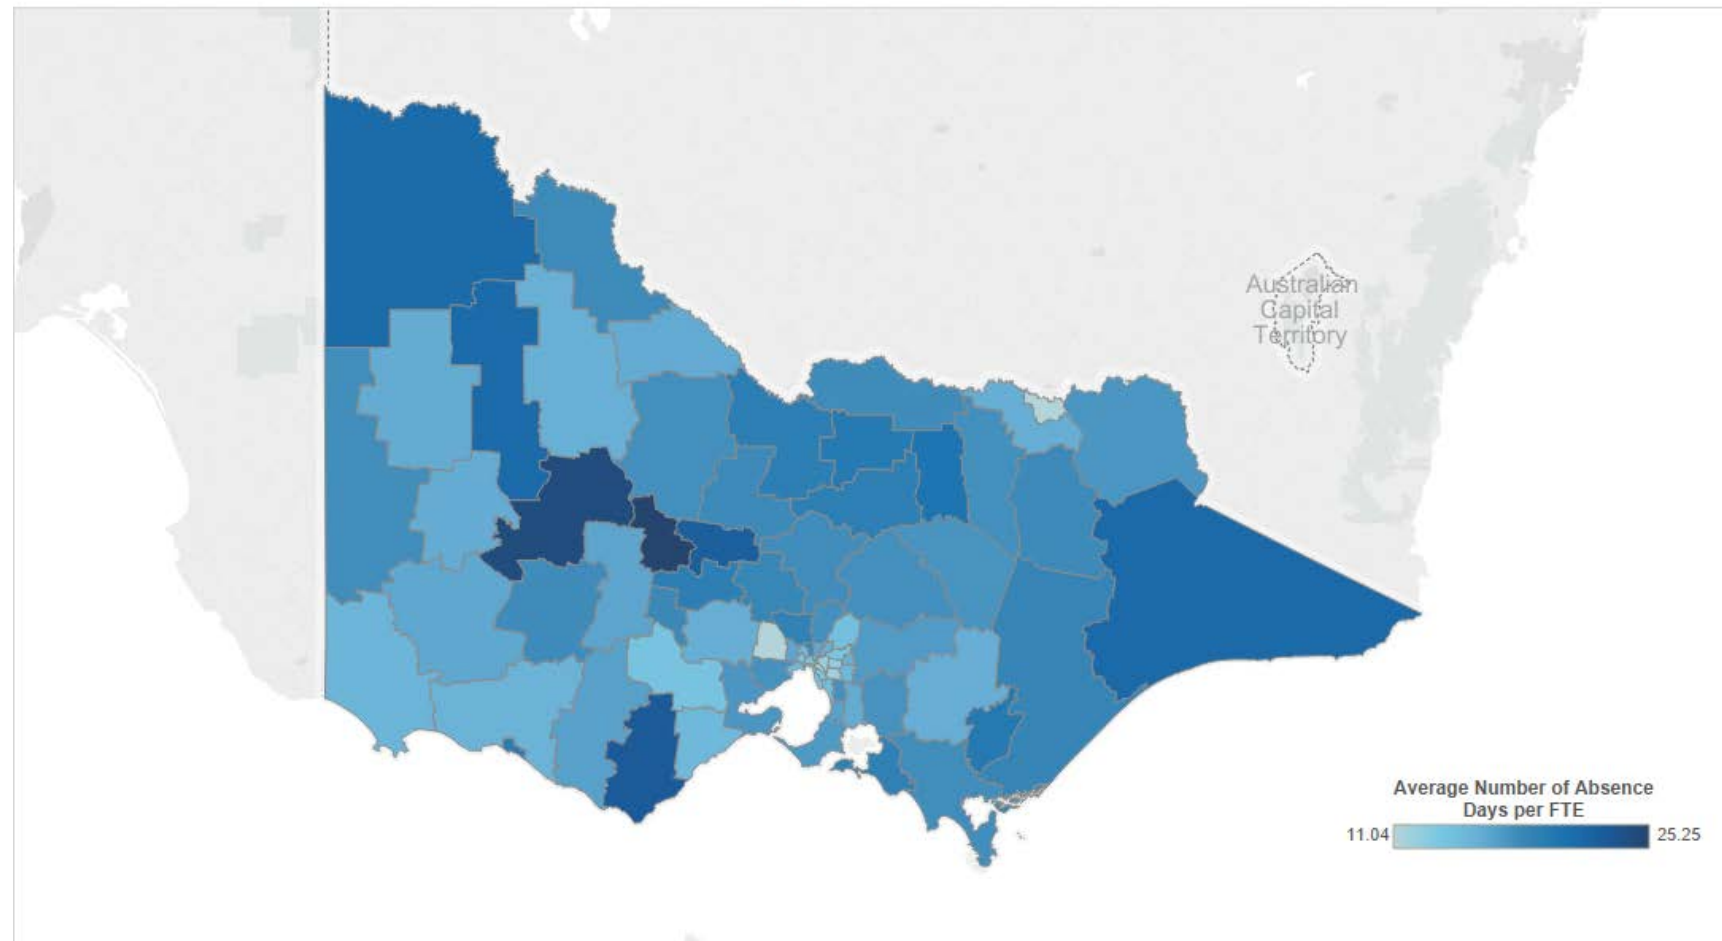 Australian
Capital
Territory
Average Number of Absence
Days per FTE
11.04
25.25